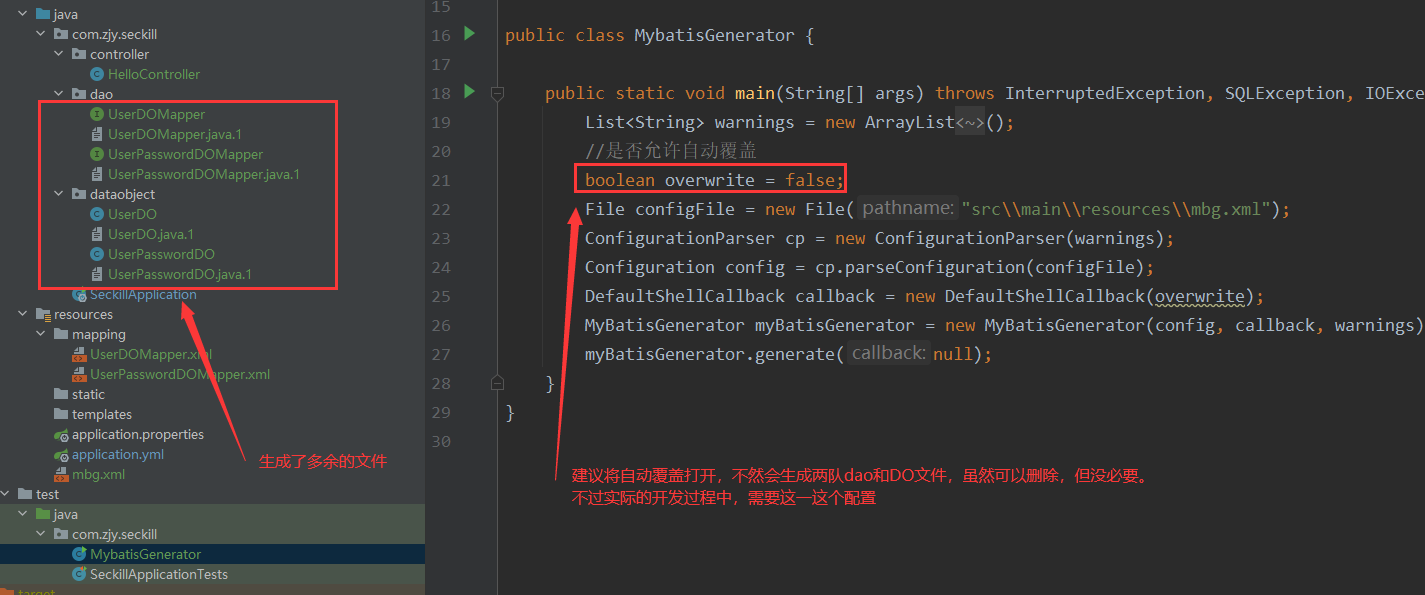 java
com.zjy.seckill
controller
HelloController
dao
UserDOMapper
UserDOMapper.java.1
UserPasswordDOMapper
UserPasswordDOMapper.java.1
dataobject
UserDO
UserDO.java.1
UserPasswordDO
UserPasswordDO.java.1
SeckillApplication
resources
mapping
UserDOMapper.xml
UserPasswordDOMapper.xml
static
templates
application.properties
application.yml
mbg.xml
test
java
com.zjy.seckill
MybatisGenerator
SeckillApplicationTests
target
生成了多余的文件
15
16 public class MybatisGenerator {
17
18 public static void main(String[] args) throws InterruptedException, SQLException, IOExce
19 List<String> warnings = new ArrayList<~>();
20 //是否允许自动覆盖
21 boolean overwrite = false;
22 File configFile = new File( pathname: "src\\main\\resources\\mbg.xml");
23 ConfigurationParser cp = new ConfigurationParser(warnings);
24 Configuration config = cp.parseConfiguration(configFile);
25 DefaultShellCallback callback = new DefaultShellCallback(overwrite);
26 MyBatisGenerator myBatisGenerator = new MyBatisGenerator(config, callback, warnings)
27 myBatisGenerator.generate( callback: null);
28 }
29 }
30
建议将自动覆盖打开，不然会生成两队dao和DO文件，虽然可以删除，但没必要。
不过实际的开发过程中，需要这一这个配置